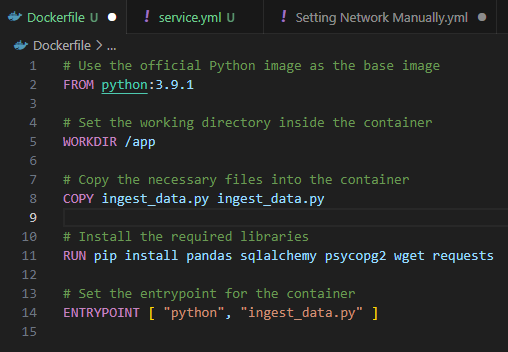 Dockerfile U ● service.yml U ! Setting Network Manually.yml ●
Dockerfile > ...
1 # Use the official Python image as the base image
2 FROM python:3.9.1
3
4 # Set the working directory inside the container
5 WORKDIR /app
6
7 # Copy the necessary files into the container
8 COPY ingest_data.py ingest_data.py
9
10 # Install the required libraries
11 RUN pip install pandas sqlalchemy psycopg2 wget requests
12
13 # Set the entrypoint for the container
14 ENTRYPOINT [ "python", "ingest_data.py" ]
15